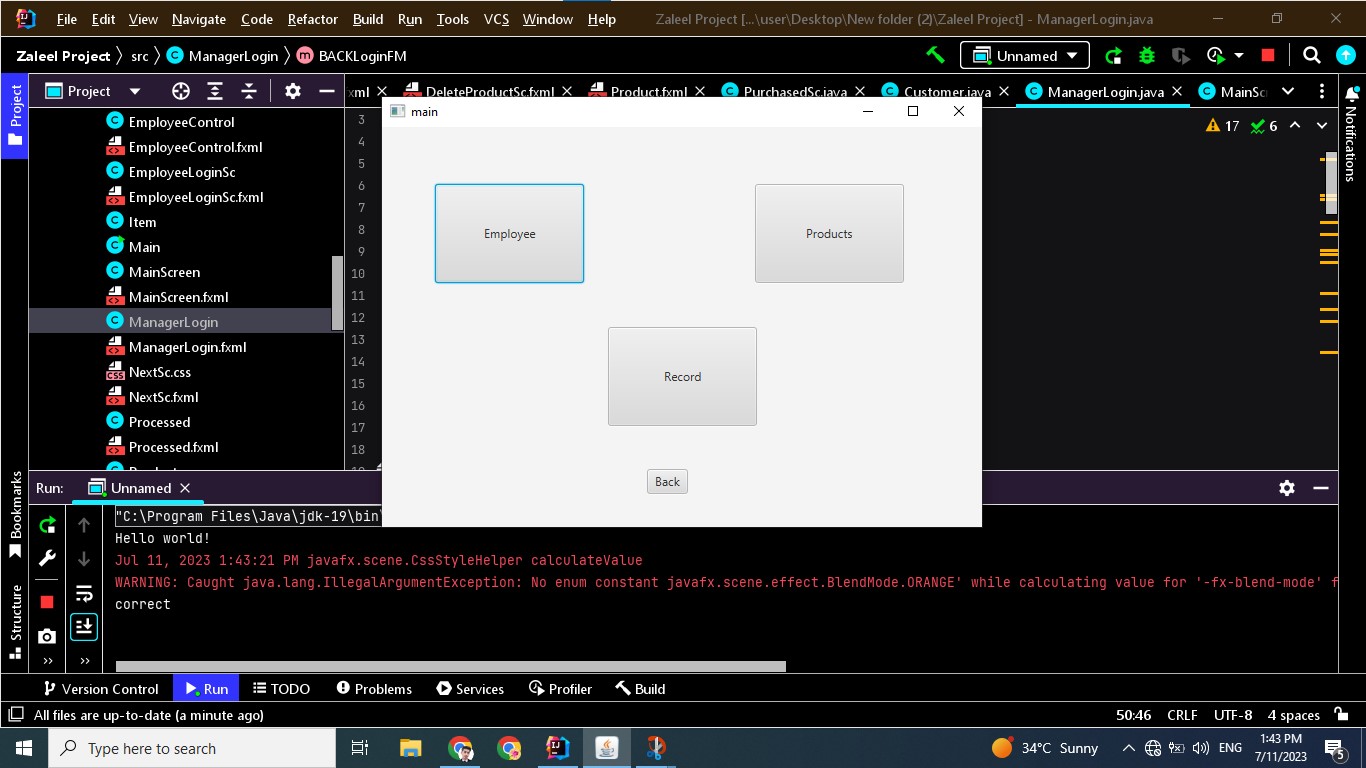 File Edit View Navigate Code Refactor Build Run Tools VCS Window Help Zaleel Project [...\user\Desktop\New folder (2)\Zaleel Project] - ManagerLogin.java
Zaleel Project src ManagerLogin BACKLoginFM Unnamed
Project
Project
xml DeleteProductSc.fxml Product.fxml PurchasedSc.java Customer.java ManagerLogin.java MainSc
Notifications
17 6
EmployeeControl
EmployeeControl.fxml
EmployeeLoginSc
EmployeeLoginSc.fxml
Item
Main
MainScreen
MainScreen.fxml
ManagerLogin
ManagerLogin.fxml
NextSc.css
NextSc.fxml
Processed
Processed.fxml
3
4
5
6
7
8
9
10
11
12
13
14
15
16
17
18
main
Employee
Products
Record
Back
Bookmarks
Structure
Run: Unnamed
"C:\Program Files\Java\jdk-19\bin\
Hello world!
Jul 11, 2023 1:43:21 PM javafx.scene.CssStyleHelper calculateValue
WARNING: Caught java.lang.IllegalArgumentException: No enum constant javafx.scene.effect.BlendMode.ORANGE' while calculating value for '-fx-blend-mode' f
correct
Version Control Run TODO Problems Services Profiler Build
All files are up-to-date (a minute ago) 50:46 CRLF UTF-8 4 spaces
Type here to search 34°C Sunny ENG 1:43 PM
7/11/2023 5